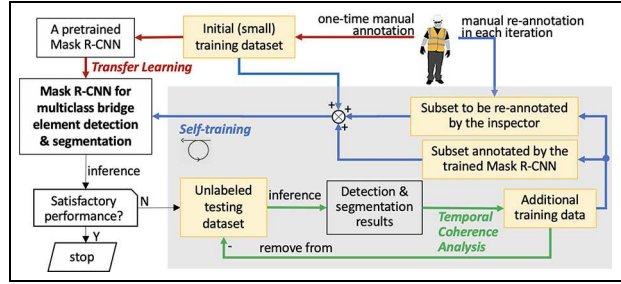 A pretrained
Mask R-CNN
Initial (small)
training dataset
one-time manual
annotation
manual re-annotation
in each iteration
Transfer Learning
Mask R-CNN for
multiclass bridge
element detection
& segmentation
Self-training
+
+
+
Subset to be re-annotated
by the inspector
Subset annotated by the
trained Mask R-CNN
inference
Satisfactory
performance?
N
Y
stop
Unlabeled
testing
dataset
inference
Detection &
segmentation
results
Temporal
Coherence
Analysis
Additional
training data
-
remove from